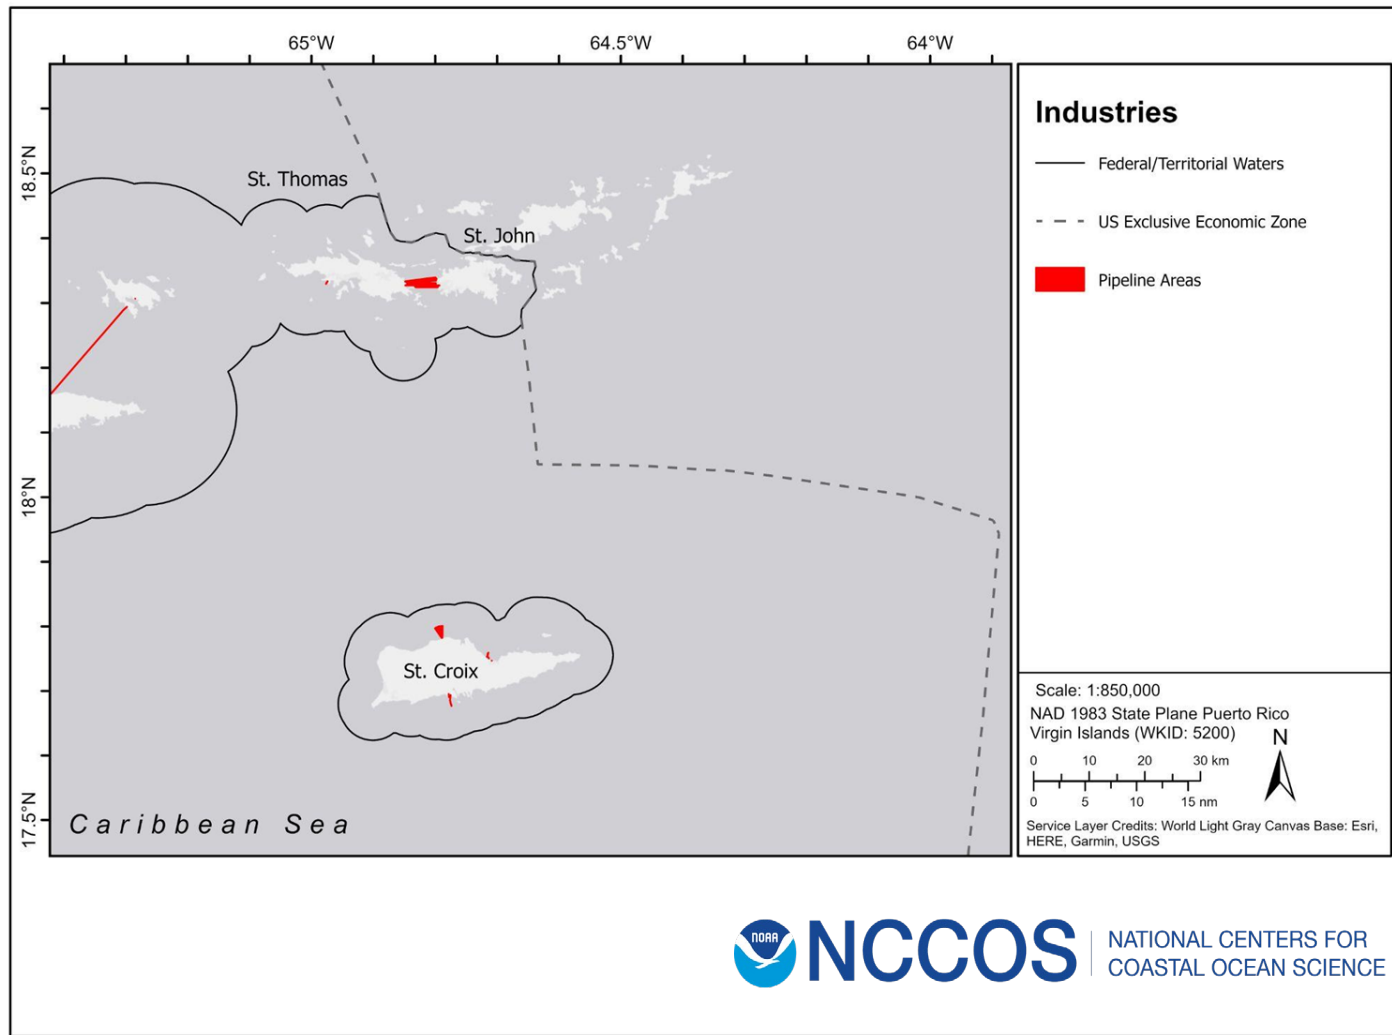 65°W
64.5°W
64°W
18.5°N
18°N
17.5°N
St. Thomas
St. John
St. Croix
Caribbean Sea
Industries
Federal/Territorial Waters
US Exclusive Economic Zone
Pipeline Areas
Scale: 1:850,000
NAD 1983 State Plane Puerto Rico
Virgin Islands (WKID: 5200)
N
0 10 20 30 km
0 5 10 15 nm
Service Layer Credits: World Light Gray Canvas Base: Esri,
HERE, Garmin, USGS
NOAA
NCCOS
NATIONAL CENTERS FOR
COASTAL OCEAN SCIENCE